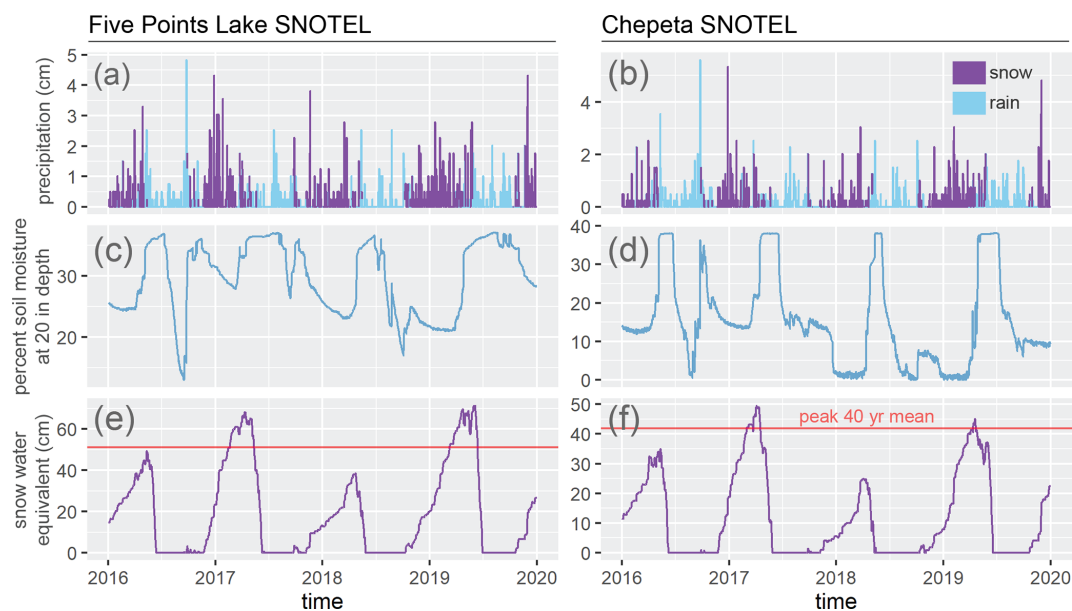 Five Points Lake SNOTEL
Chepeta SNOTEL
precipitation (cm)
5
4
3
2
1
0
(a)
4
2
0
(b)
snow
rain
percent soil moisture
at 20 in depth
30
20
(c)
40
30
20
10
0
(d)
snow water
equivalent (cm)
60
40
20
0
(e)
50
40
30
20
10
0
(f)
peak 40 yr mean
2016
2017
2018
2019
2020
time
2016
2017
2018
2019
2020
time